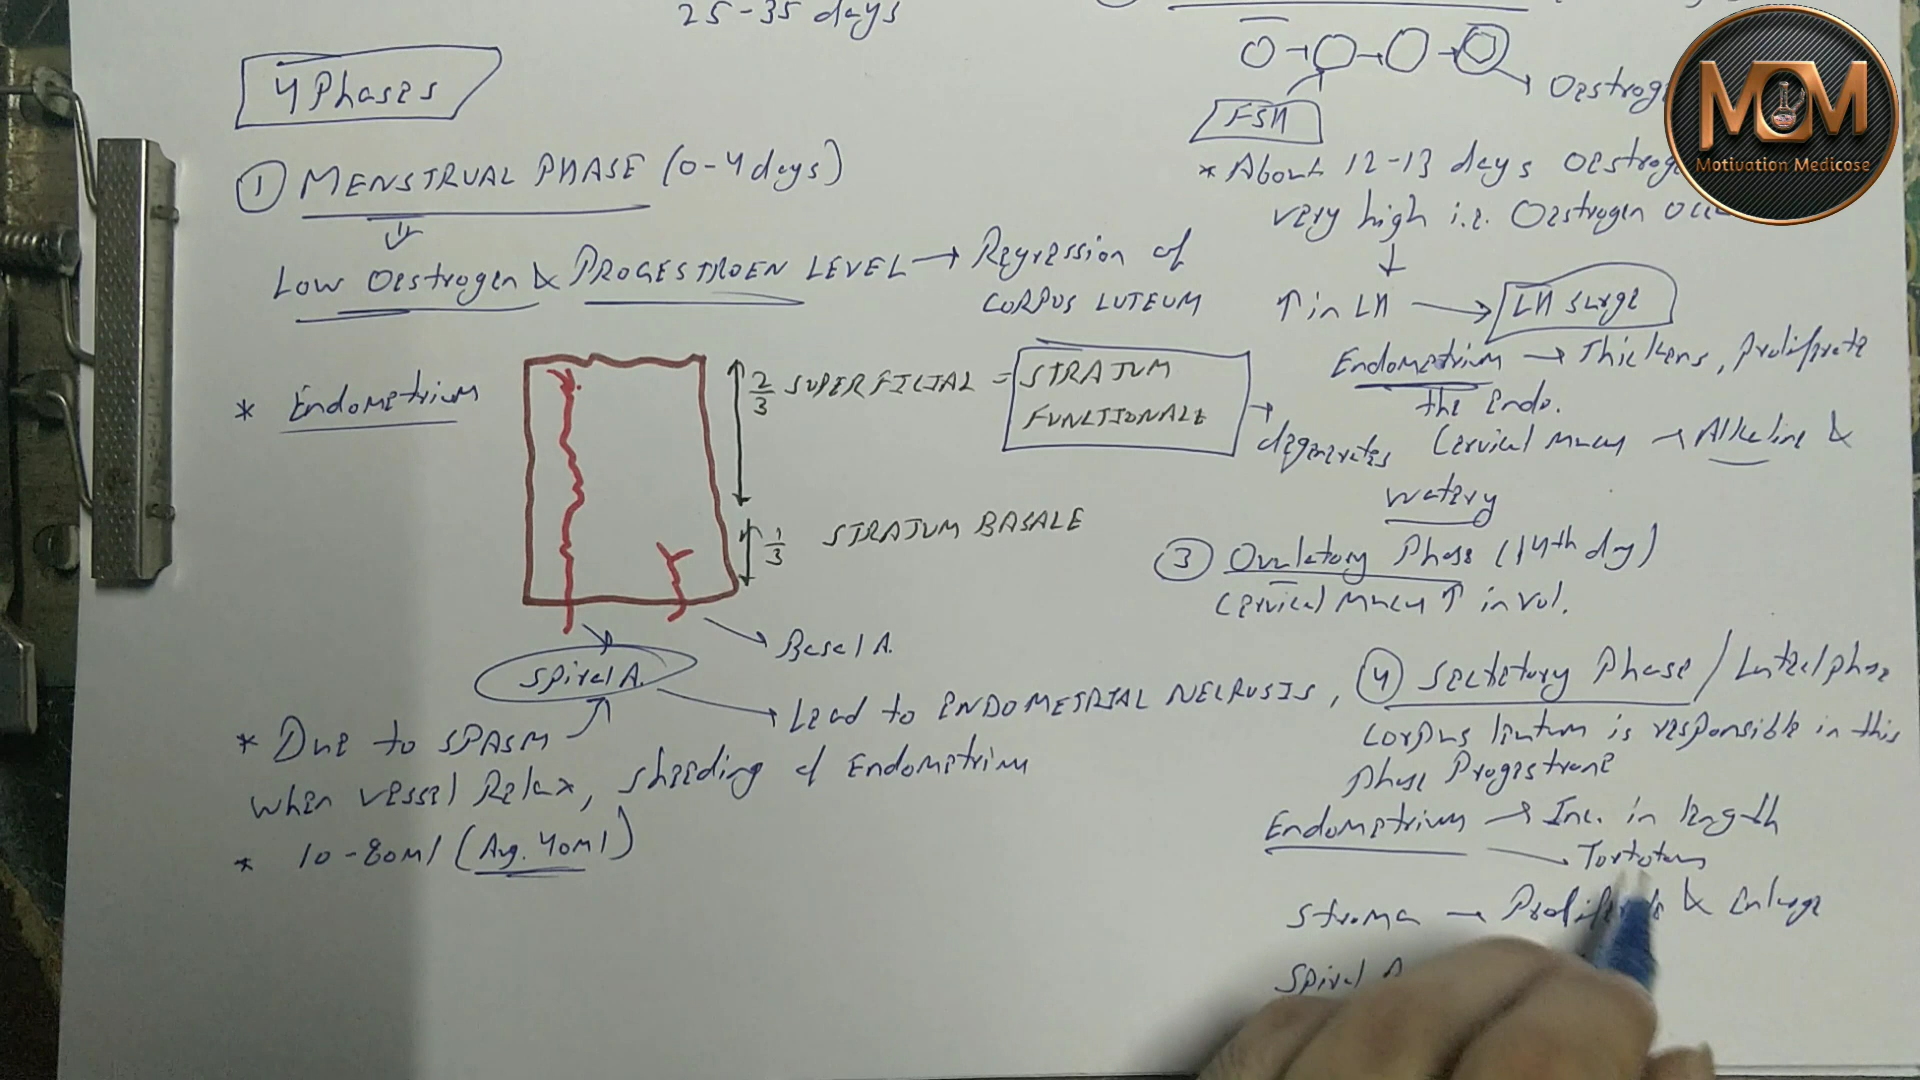 25-35 days
4 Phases
① MENSTRUAL PHASE (0-4 days)
Low Oestrogen & PROGESTROEN LEVEL → Regression of
CORPUS LUTEUM
* Endometrium
2/3 SUPERFICIAL = STRATUM
FUNCTIONALE
→ degenerates
1/3 STRATUM BASALE
Basal A.
Spiral A.
Lead to ENDOMETRIAL NECROSIS,
* Due to SPASM
when vessel Relax, shedding of Endometrium
* 10-80ml (Avg. 40ml)
FSH
* About 12-13 days
very high i.e. Oestrogen
↑ in LH → LH surge
Endometrium → Thickens, Proliferate
the Endo.
Cervical mucus → Alkaline &
watery
③ Ovulatory Phase (14th day)
Cervical mucus ↑ in vol.
④ Secretory Phase / Luteal phase
is responsible in this
Phase Progestrone
Endometrium → Inc. in length
Stroma → & Enlarge
Spiral
MOM
Motivation Medicose